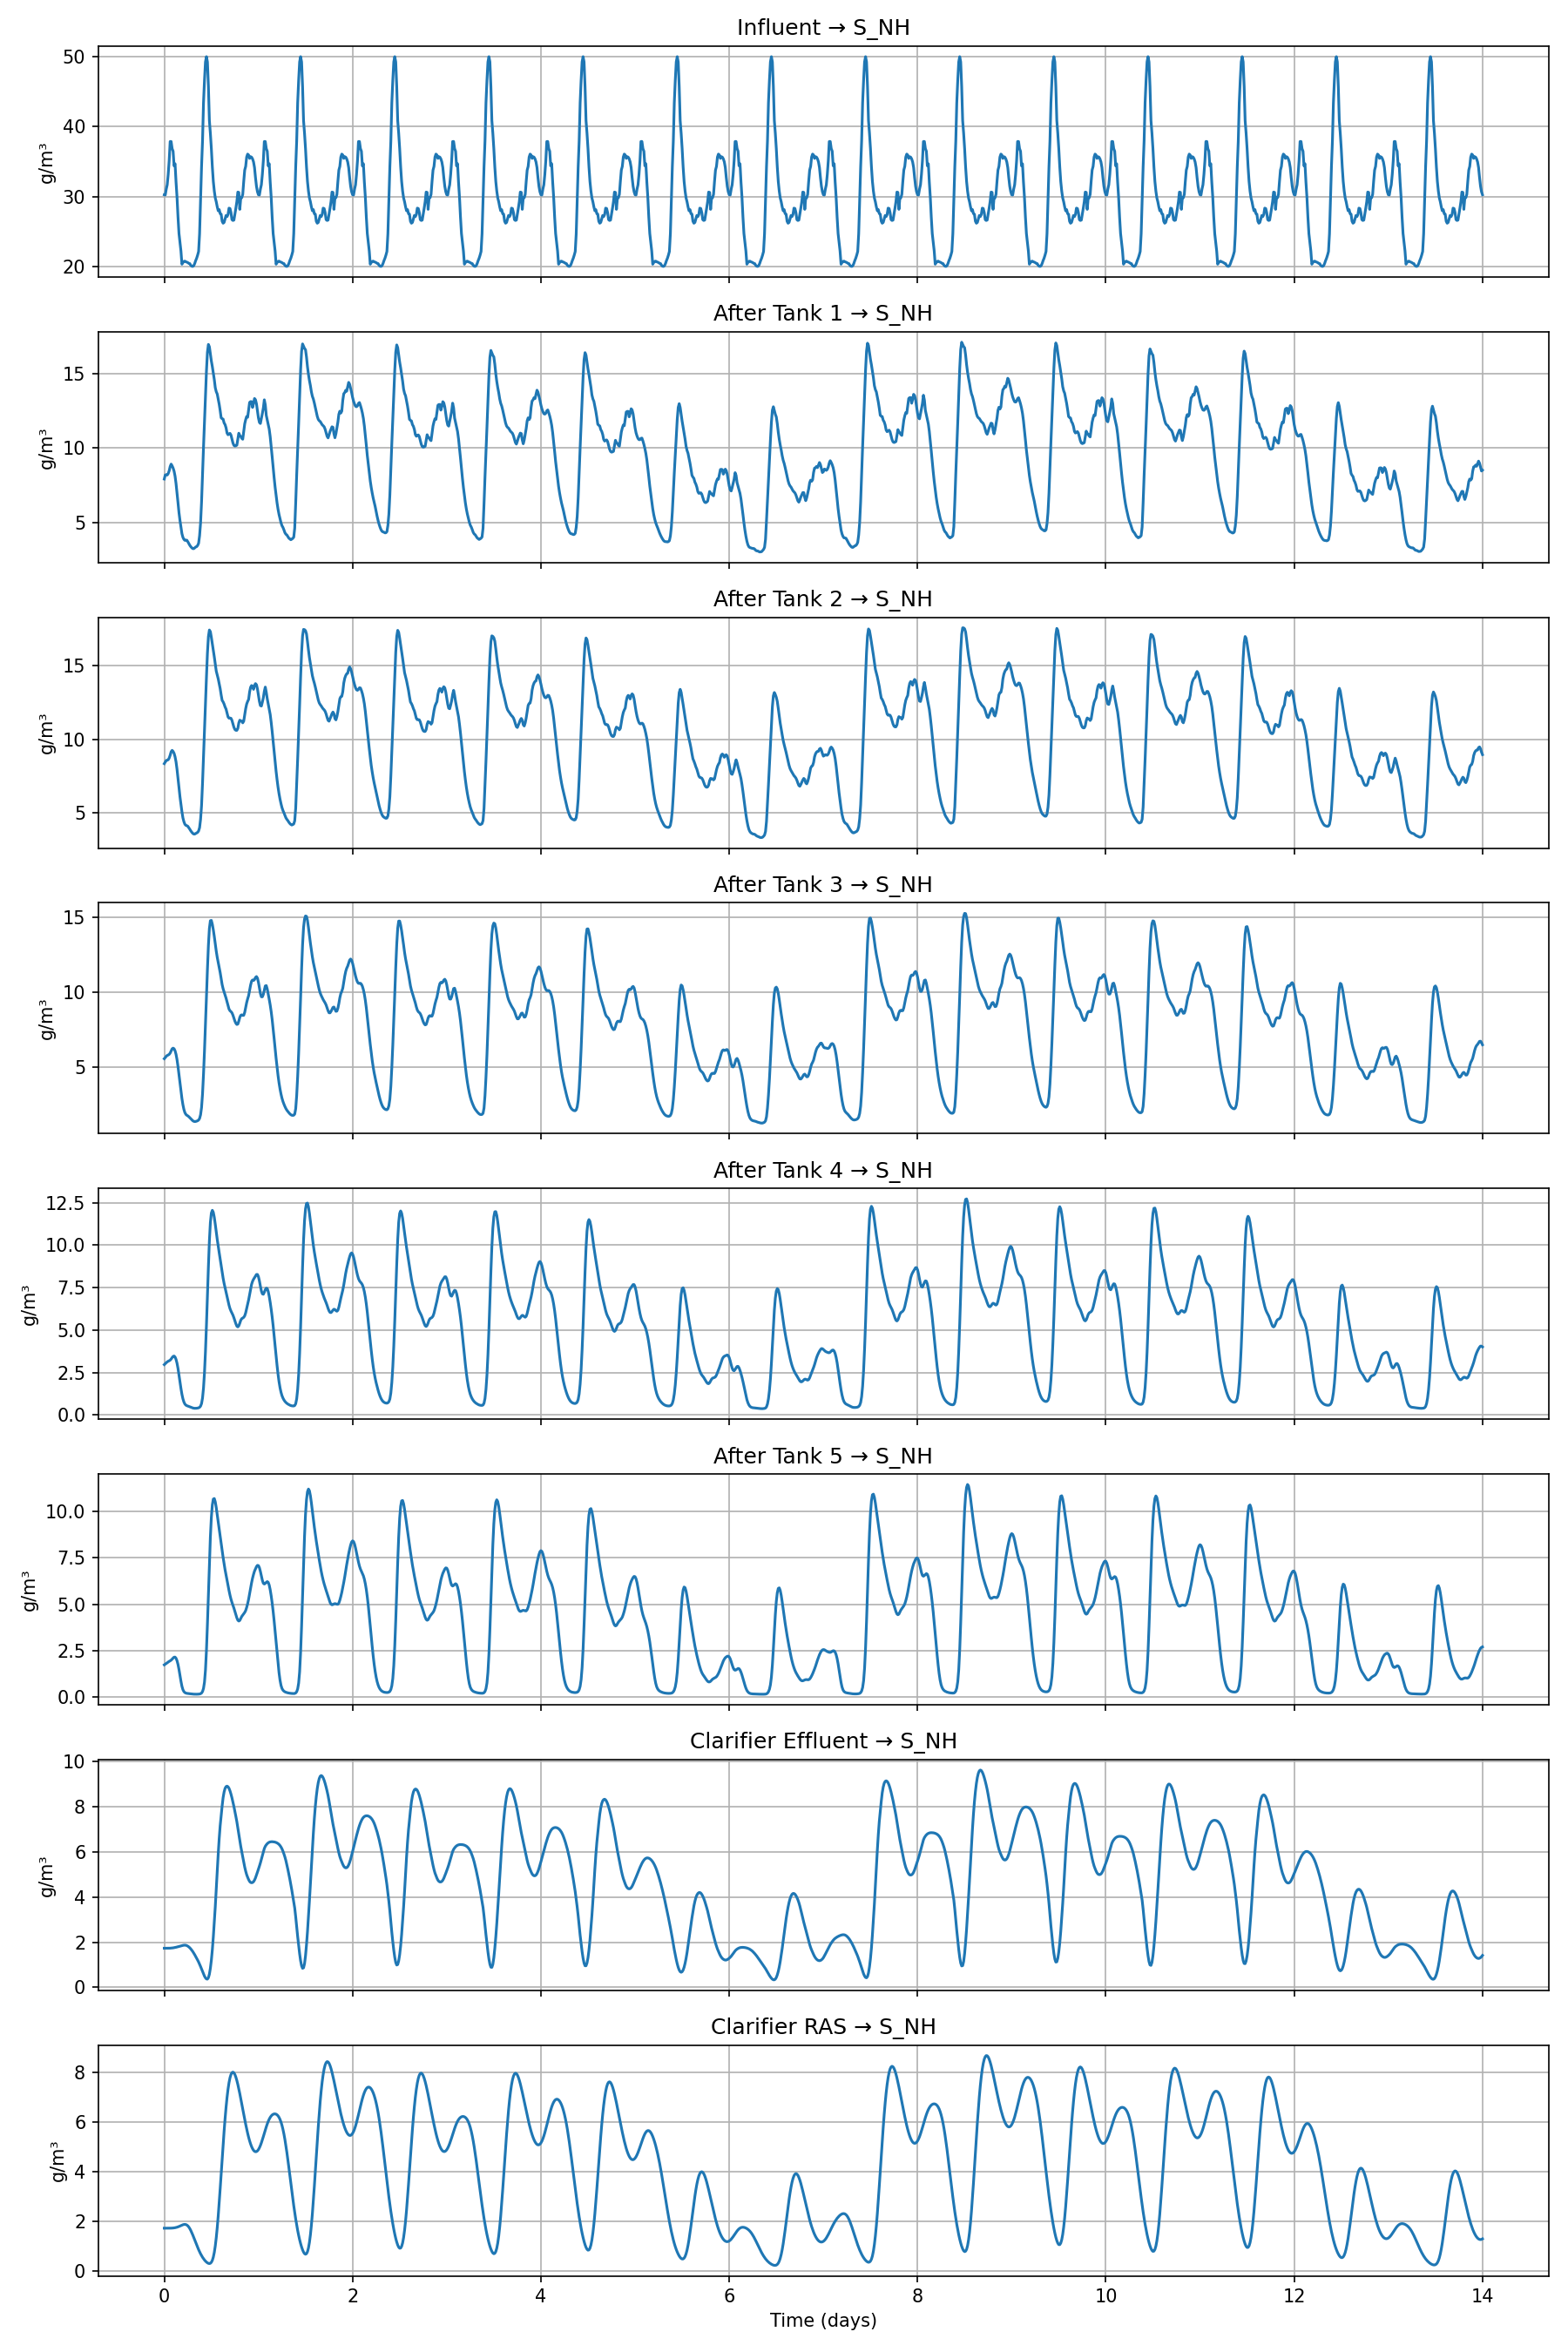 Influent → S_NH
50
40
30
20
g/m³
After Tank 1 → S_NH
15
10
5
g/m³
After Tank 2 → S_NH
15
10
5
g/m³
After Tank 3 → S_NH
15
10
5
g/m³
After Tank 4 → S_NH
12.5
10.0
7.5
5.0
2.5
0.0
g/m³
After Tank 5 → S_NH
10.0
7.5
5.0
2.5
0.0
g/m³
Clarifier Effluent → S_NH
10
8
6
4
2
0
g/m³
Clarifier RAS → S_NH
8
6
4
2
0
g/m³
0 2 4 6 8 10 12 14
Time (days)